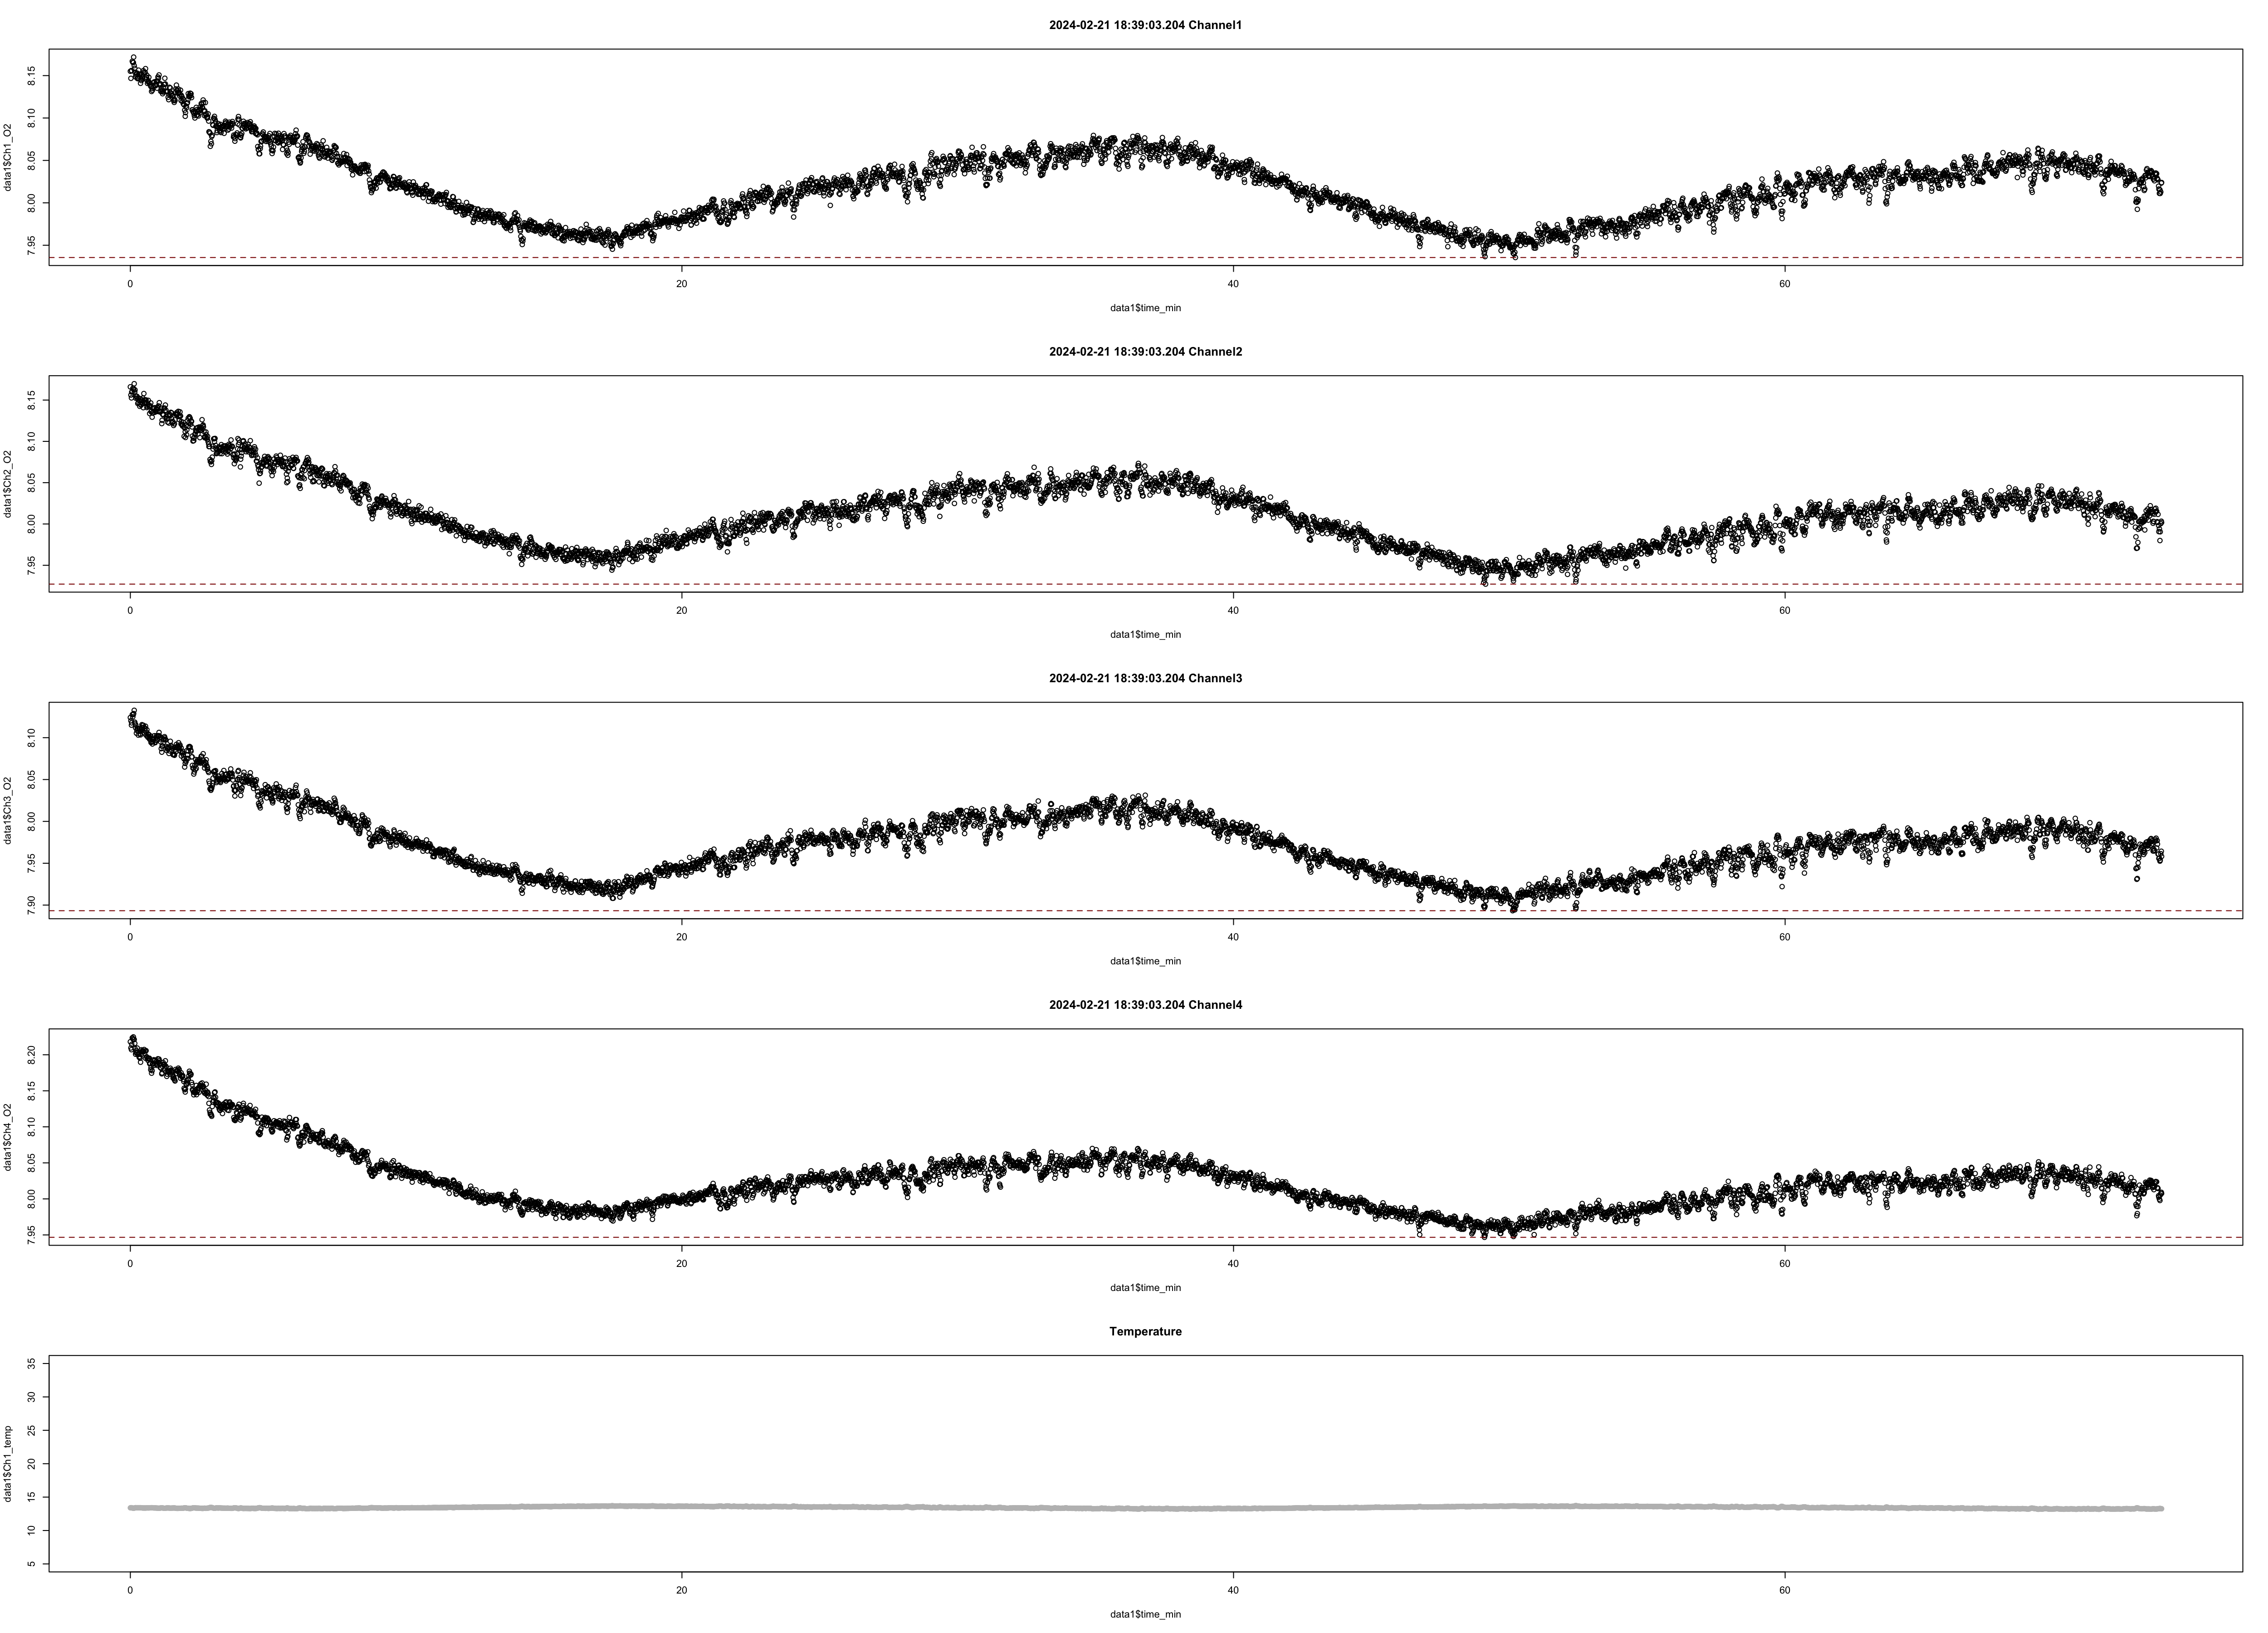 2024-02-21 18:39:03.204 Channel1
data1$Ch1_O2
8.15
8.10
8.05
8.00
7.95
0 20 40 60
data1$time_min
2024-02-21 18:39:03.204 Channel2
data1$Ch2_O2
8.15
8.10
8.05
8.00
7.95
0 20 40 60
data1$time_min
2024-02-21 18:39:03.204 Channel3
data1$Ch3_O2
8.10
8.05
8.00
7.95
7.90
0 20 40 60
data1$time_min
2024-02-21 18:39:03.204 Channel4
data1$Ch4_O2
8.20
8.15
8.10
8.05
8.00
7.95
0 20 40 60
data1$time_min
Temperature
data1$Ch1_temp
35
30
25
20
15
10
5
0 20 40 60
data1$time_min